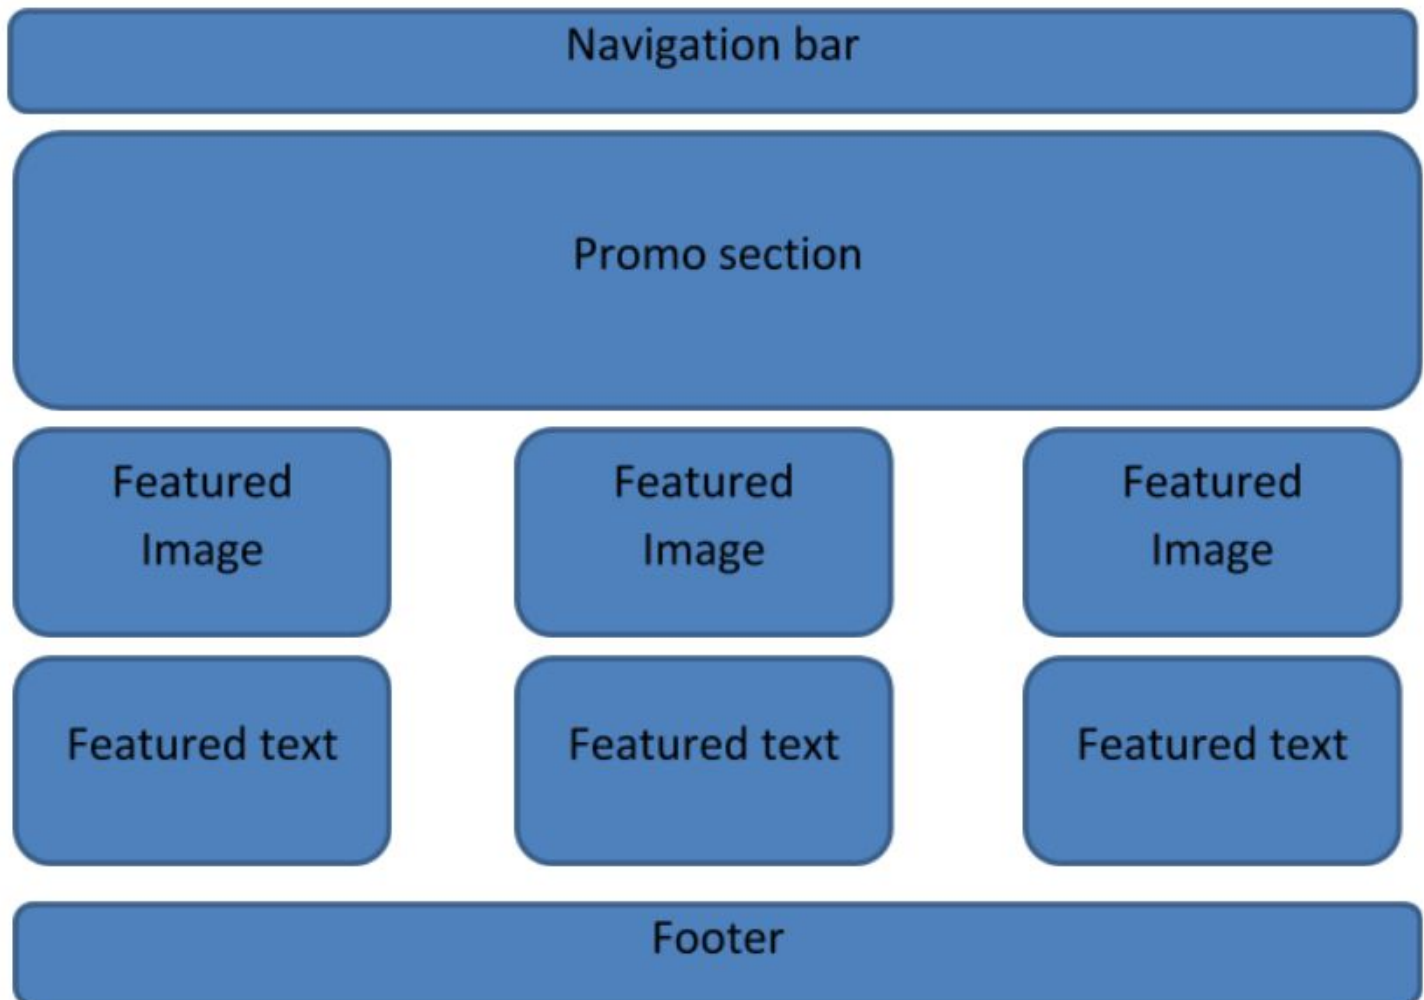 Navigation bar
Promo section
Featured
Image
Featured
Image
Featured
Image
Featured text
Featured text
Featured text
Footer